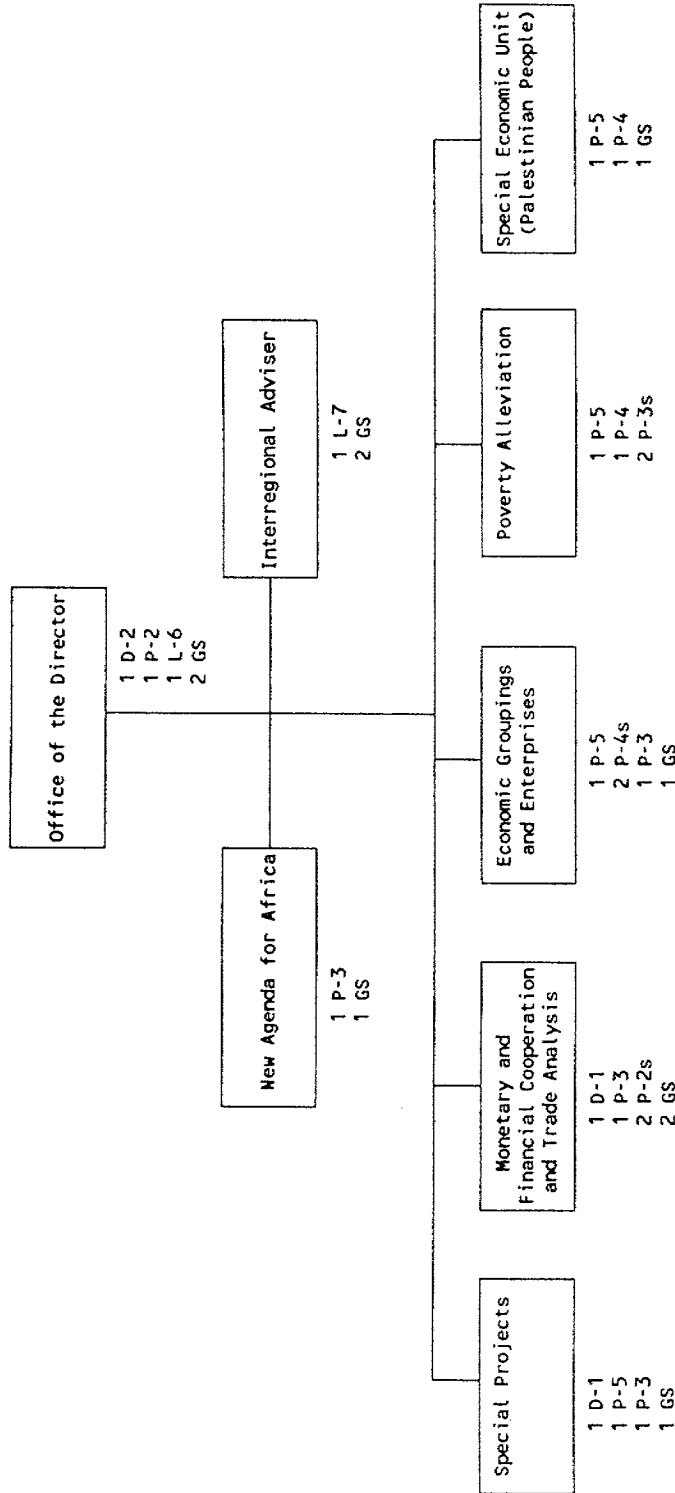 Office of the Director
1 D-2
1 P-2
1 L-6
2 GS
New Agenda for Africa
1 P-3
1 GS
Interregional Adviser
1 L-7
2 GS
Special Projects
1 D-1
1 P-5
1 P-3
1 GS
Monetary and
Financial Cooperation
and Trade Analysis
1 D-1
1 P-3
2 P-2s
2 GS
Economic Groupings
and Enterprises
1 P-5
2 P-4s
1 P-3
1 GS
Poverty Alleviation
1 P-5
1 P-4
2 P-3s
Special Economic Unit
(Palestinian People)
1 P-5
1 P-4
1 GS